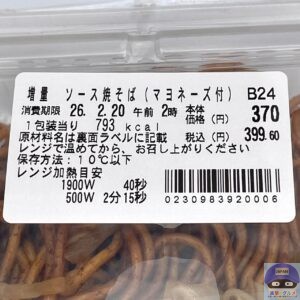 増量 ソース焼そば(マヨネーズ付) B24
消費期限 26. 2.20 午前 2時
本体価格(円) 370
1包装当り 793 kcal
税込(円) 399.60
原材料名は裏面ラベルに記載
レンジで温めてから、お召し上がりください
保存方法:10℃以下
レンジ加熱目安
1900W 40秒
500W 2分15秒
0230983920006